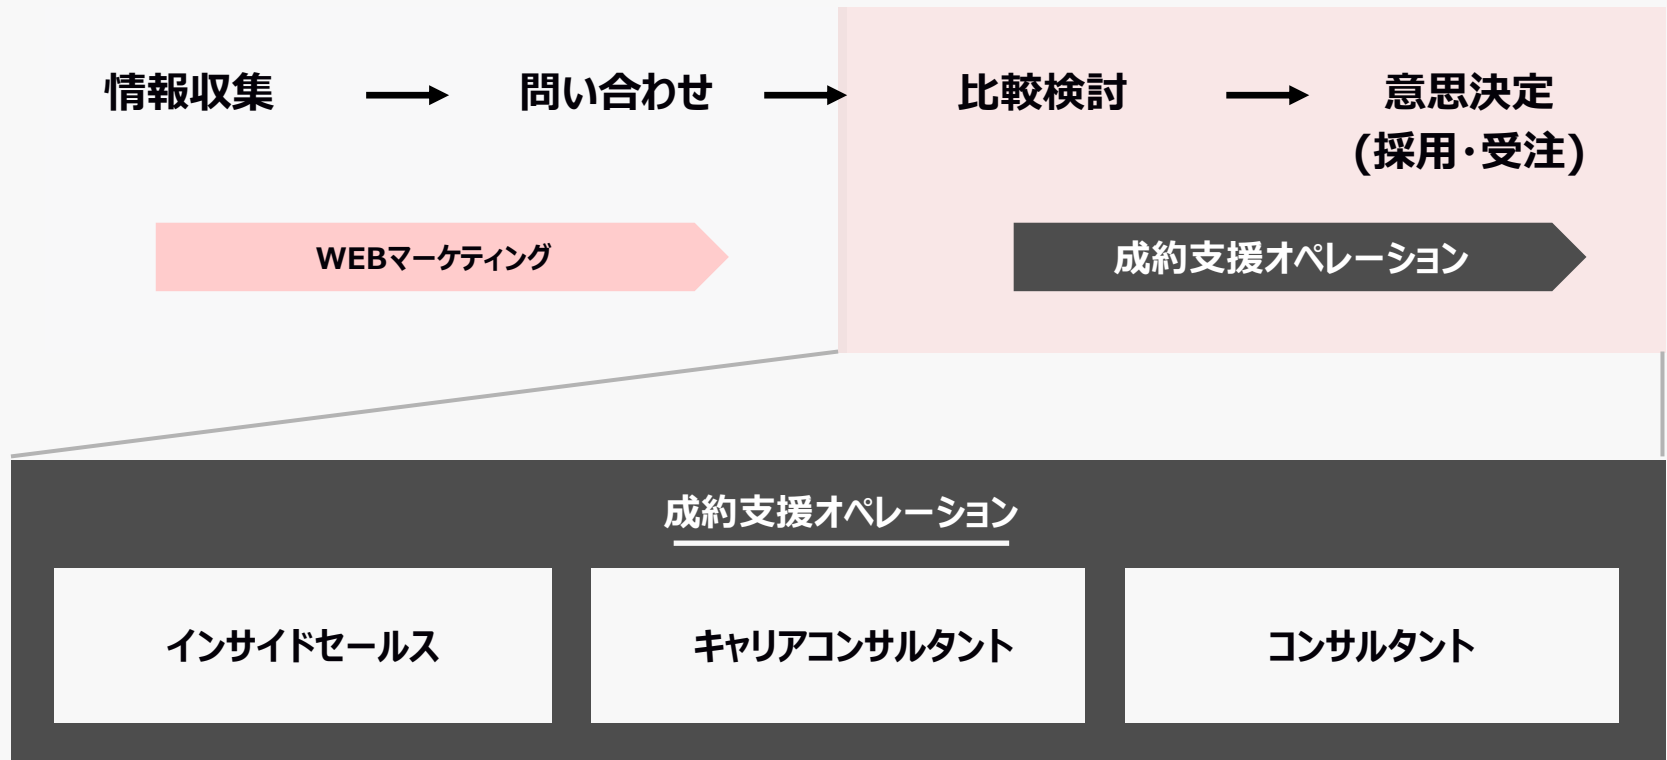 情報収集
問い合わせ
比較検討
意思決定
(採用・受注)
WEBマーケティング
成約支援オペレーション
成約支援オペレーション
インサイドセールス
キャリアコンサルタント
コンサルタント